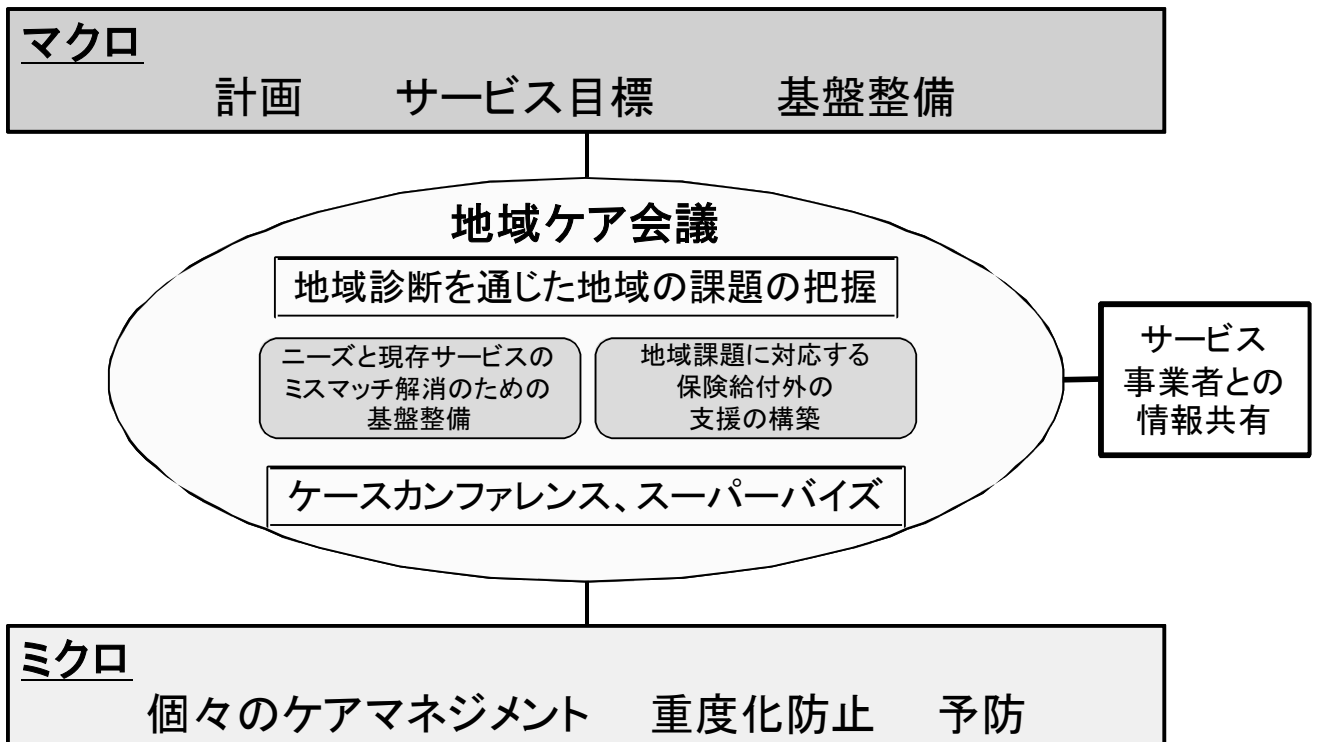 マクロ
計画 サービス目標 基盤整備
地域ケア会議
地域診断を通じた地域の課題の把握
ニーズと現存サービスの
ミスマッチ解消のための
基盤整備
地域課題に対応する
保険給付外の
支援の構築
ケースカンファレンス、スーパーバイズ
サービス
事業者との
情報共有
ミクロ
個々のケアマネジメント 重度化防止 予防